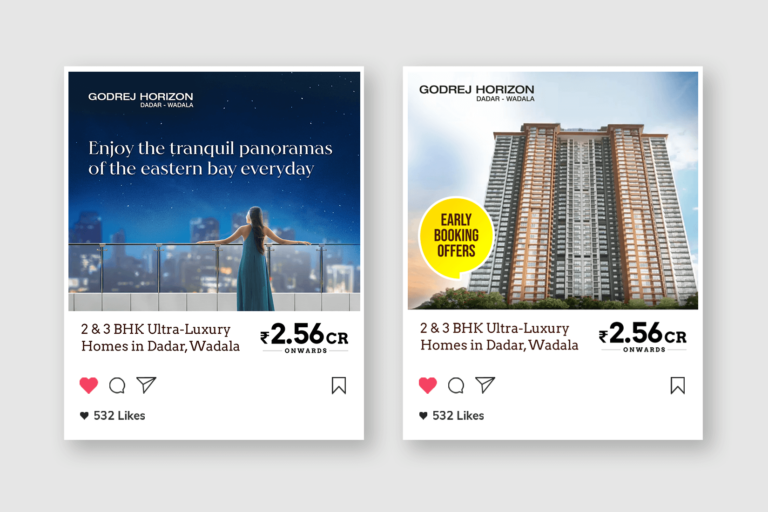 GODREJ HORIZON
DADAR - WADALA
Enjoy the tranquil panoramas
of the eastern bay everyday
2 & 3 BHK Ultra-Luxury
Homes in Dadar, Wadala
₹2.56CR
ONWARDS
532 Likes
GODREJ HORIZON
DADAR - WADALA
EARLY
BOOKING
OFFERS
2 & 3 BHK Ultra-Luxury
Homes in Dadar, Wadala
₹2.56CR
ONWARDS
532 Likes